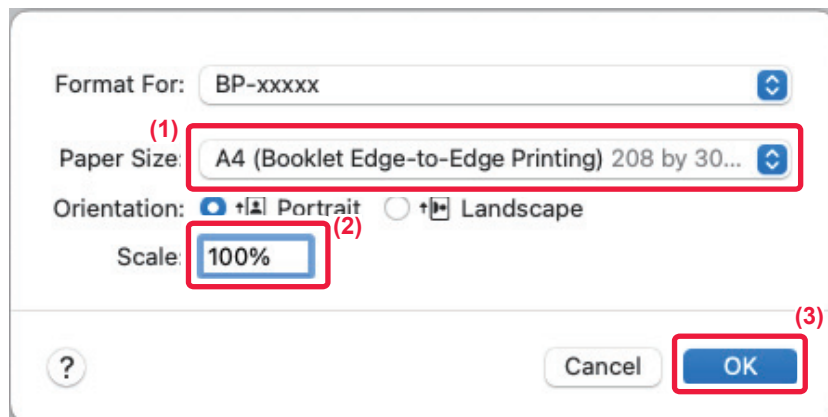 Format For: BP-xxxxx
(1)
Paper Size: A4 (Booklet Edge-to-Edge Printing) 208 by 30...
Orientation: Portrait Landscape
(2)
Scale: 100%
(3)
? Cancel OK